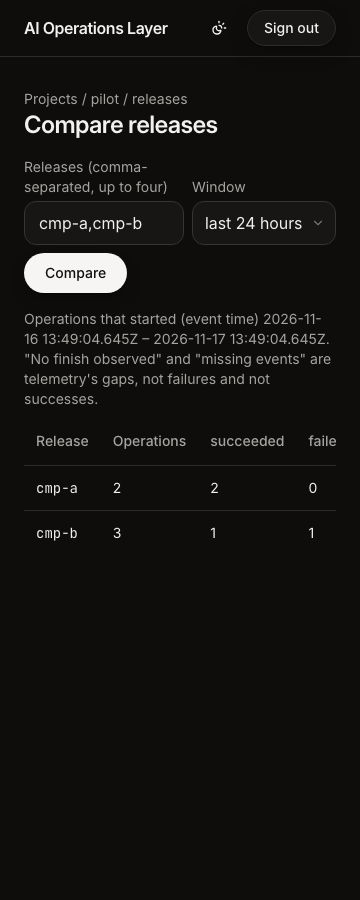 AI Operations Layer
Sign out
Projects / pilot / releases
Compare releases
Releases (comma-
separated, up to four)
Window
cmp-a,cmp-b
last 24 hours
Compare
Operations that started (event time) 2026-11-
16 13:49:04.645Z – 2026-11-17 13:49:04.645Z.
"No finish observed" and "missing events" are
telemetry's gaps, not failures and not
successes.
Release Operations succeeded faile
cmp-a 2 2 0
cmp-b 3 1 1